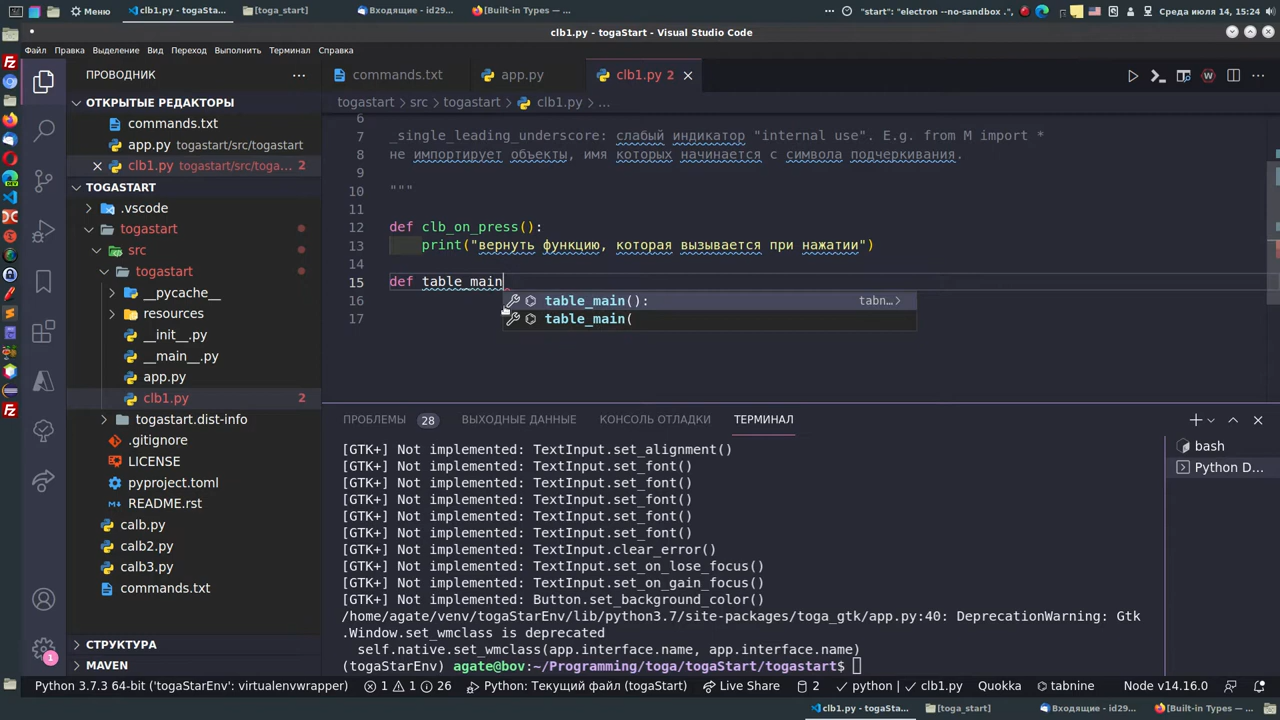 Меню
clb1.py - togaSta...
[toga_start]
Входящие - id29...
[Built-in Types — ...
"start": "electron --no-sandbox .",
Среда июля 14, 15:24
clb1.py - togaStart - Visual Studio Code
Файл Правка Выделение Вид Переход Выполнить Терминал Справка
ПРОВОДНИК
commands.txt
app.py
clb1.py 2
ОТКРЫТЫЕ РЕДАКТОРЫ
commands.txt
app.py togastart/src/togastart
clb1.py togastart/src/toga... 2
TOGASTART
.vscode
togastart
src
togastart
__pycache__
resources
__init__.py
__main__.py
app.py
clb1.py 2
togastart.dist-info
.gitignore
LICENSE
pyproject.toml
README.rst
calb.py
calb2.py
calb3.py
commands.txt
СТРУКТУРА
MAVEN
togastart > src > togastart > clb1.py > ...
6
7 _single_leading_underscore: слабый индикатор "internal use". E.g. from M import *
8 не импортирует объекты, имя которых начинается с символа подчеркивания.
9
10 """
11
12 def clb_on_press():
13 print("вернуть функцию, которая вызывается при нажатии")
14
15 def table_main
16
17
table_main(): tabn...>
table_main(
ПРОБЛЕМЫ 28 ВЫХОДНЫЕ ДАННЫЕ КОНСОЛЬ ОТЛАДКИ ТЕРМИНАЛ
[GTK+] Not implemented: TextInput.set_alignment()
[GTK+] Not implemented: TextInput.set_font()
[GTK+] Not implemented: TextInput.set_font()
[GTK+] Not implemented: TextInput.set_font()
[GTK+] Not implemented: TextInput.set_font()
[GTK+] Not implemented: TextInput.set_font()
[GTK+] Not implemented: TextInput.clear_error()
[GTK+] Not implemented: TextInput.set_on_lose_focus()
[GTK+] Not implemented: TextInput.set_on_gain_focus()
[GTK+] Not implemented: Button.set_background_color()
/home/agate/venv/togaStarEnv/lib/python3.7/site-packages/toga_gtk/app.py:40: DeprecationWarning: Gtk
.Window.set_wmclass is deprecated
self.native.set_wmclass(app.interface.name, app.interface.name)
(togaStarEnv) agate@bov:~/Programming/toga/togaStart/togastart$
bash
Python D...
1
Python 3.7.3 64-bit ('togaStarEnv': virtualenvwrapper) 1 1 26 Python: Текущий файл (togaStart) Live Share 2 python | clb1.py Quokka tabnine Node v14.16.0
clb1.py - togaSta...
[toga_start]
Входящие - id29...
[Built-in Types — ...